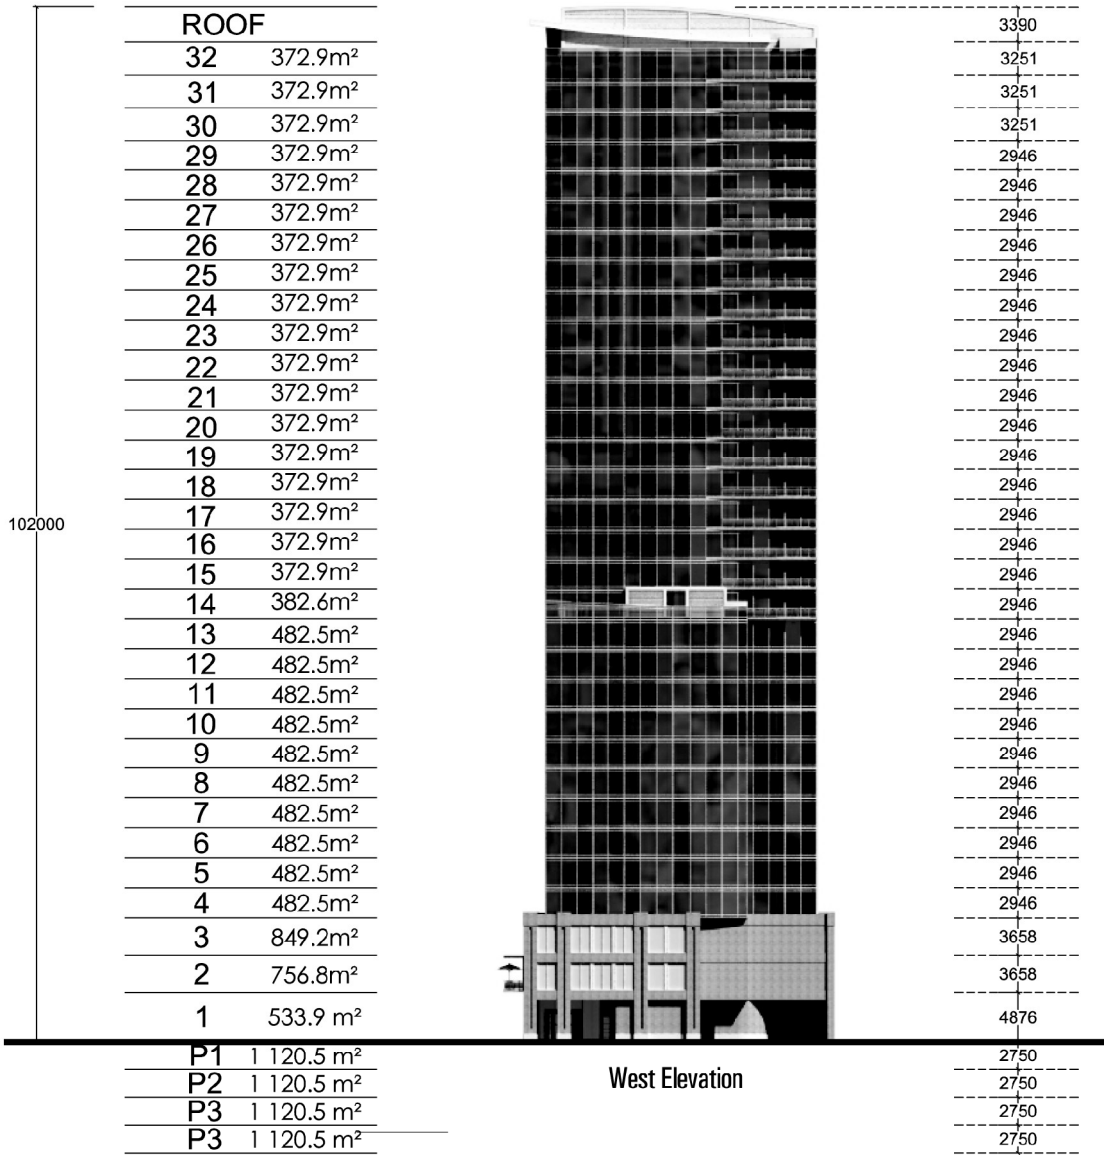 ROOF 3390
32 372.9m² 3251
31 372.9m² 3251
30 372.9m² 3251
29 372.9m² 2946
28 372.9m² 2946
27 372.9m² 2946
26 372.9m² 2946
25 372.9m² 2946
24 372.9m² 2946
23 372.9m² 2946
22 372.9m² 2946
21 372.9m² 2946
20 372.9m² 2946
19 372.9m² 2946
18 372.9m² 2946
102000 17 372.9m² 2946
16 372.9m² 2946
15 372.9m² 2946
14 382.6m² 2946
13 482.5m² 2946
12 482.5m² 2946
11 482.5m² 2946
10 482.5m² 2946
9 482.5m² 2946
8 482.5m² 2946
7 482.5m² 2946
6 482.5m² 2946
5 482.5m² 2946
4 482.5m² 2946
3 849.2m² 3658
2 756.8m² 3658
1 533.9 m² 4876
P1 1 120.5 m² 2750
P2 1 120.5 m² West Elevation 2750
P3 1 120.5 m² 2750
P3 1 120.5 m² 2750